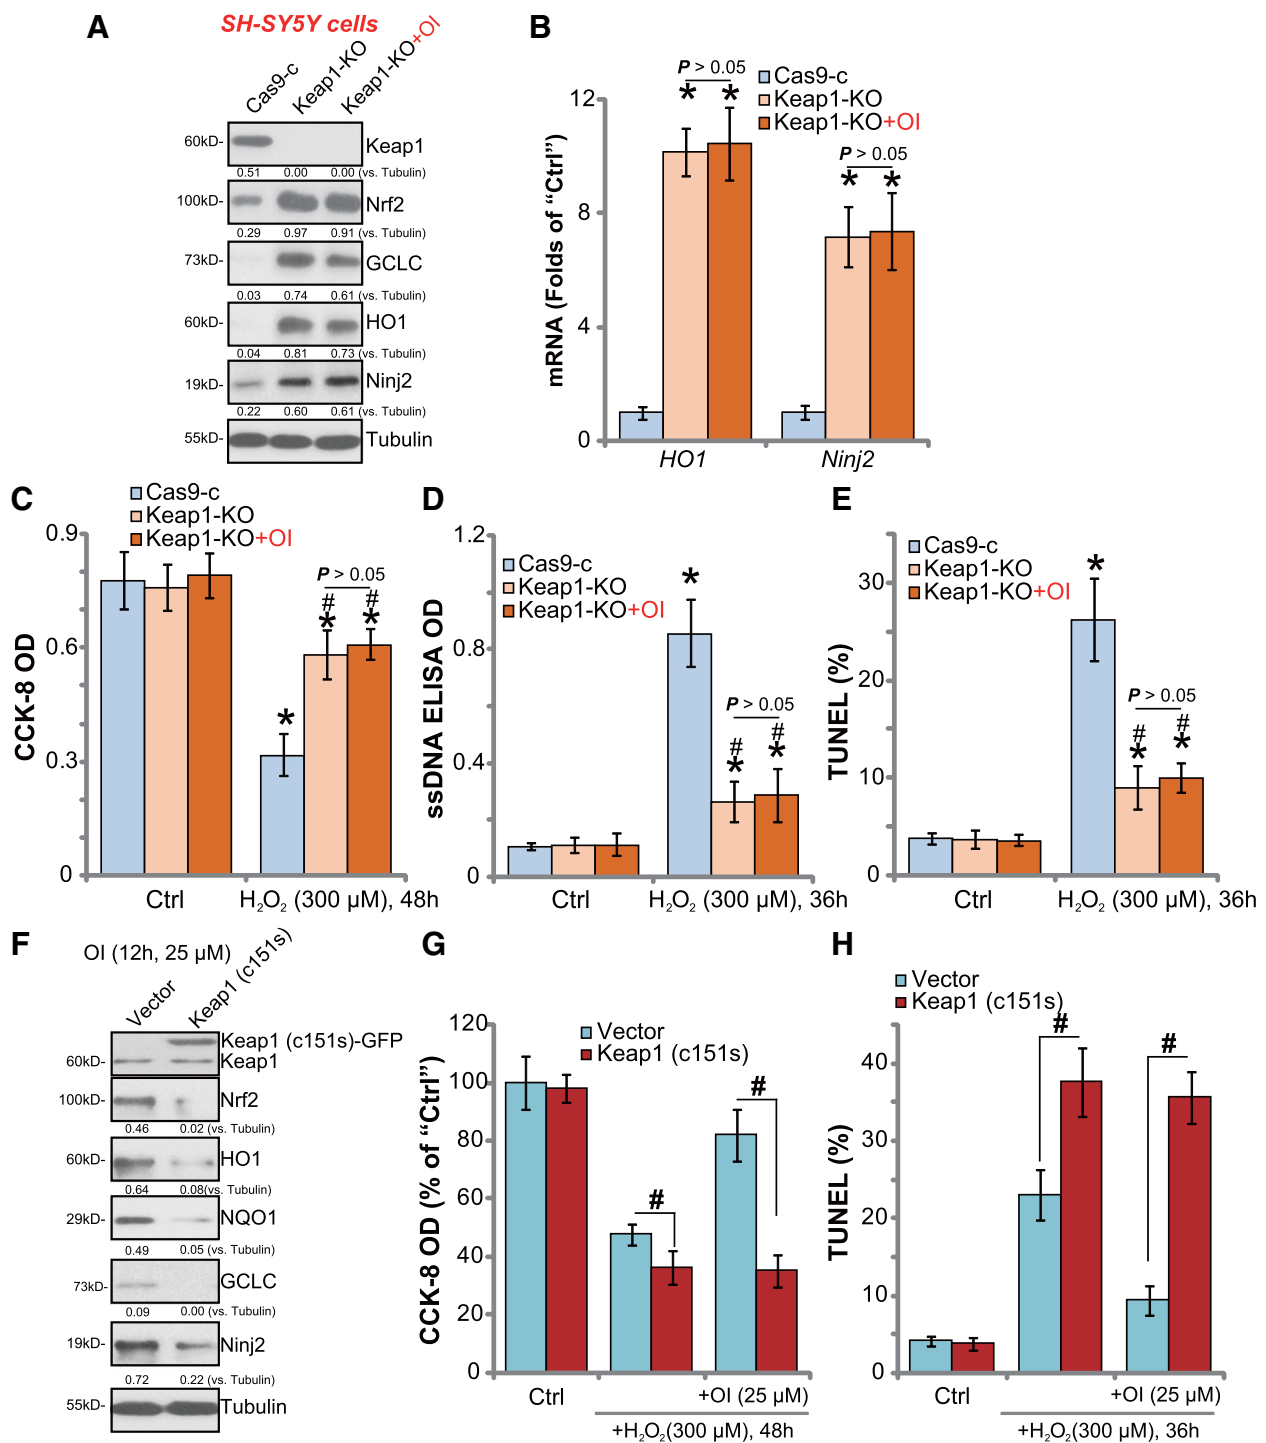 A
SH-SY5Y cells
Cas9-c
Keap1-KO
Keap1-KO+OI
60kD-
Keap1
0.51 0.00 0.00 (vs. Tubulin)
100kD-
Nrf2
0.29 0.97 0.91 (vs. Tubulin)
73kD-
GCLC
0.03 0.74 0.61 (vs. Tubulin)
60kD-
HO1
0.04 0.81 0.73 (vs. Tubulin)
19kD-
Ninj2
0.22 0.60 0.61 (vs. Tubulin)
55kD-
Tubulin
B
P > 0.05
Cas9-c
Keap1-KO
Keap1-KO+OI
* *
P > 0.05
* *
mRNA (Folds of “Ctrl”)
12
8
4
0
HO1 Ninj2
C
Cas9-c
Keap1-KO
Keap1-KO+OI
CCK-8 OD
0.9
0.6
0.3
0
P > 0.05
# #
* * *
Ctrl H₂O₂ (300 µM), 48h
D
Cas9-c
Keap1-KO
Keap1-KO+OI
ssDNA ELISA OD
1.2
0.8
0.4
0
*
P > 0.05
# #
* *
Ctrl H₂O₂ (300 µM), 36h
E
Cas9-c
Keap1-KO
Keap1-KO+OI
TUNEL (%)
30
20
10
0
*
P > 0.05
# #
* *
Ctrl H₂O₂ (300 µM), 36h
F
OI (12h, 25 µM)
Vector
Keap1 (c151s)
Keap1 (c151s)-GFP
60kD-
Keap1
100kD-
Nrf2
0.46 0.02 (vs. Tubulin)
60kD-
HO1
0.64 0.08(vs. Tubulin)
29kD-
NQO1
0.49 0.05 (vs. Tubulin)
73kD-
GCLC
0.09 0.00 (vs. Tubulin)
19kD-
Ninj2
0.72 0.22 (vs. Tubulin)
55kD-
Tubulin
G
Vector
Keap1 (c151s)
CCK-8 OD (% of “Ctrl”)
120
100
80
60
40
20
0
# #
Ctrl +OI (25 µM)
+H₂O₂(300 µM), 48h
H
Vector
Keap1 (c151s)
TUNEL (%)
40
30
20
10
0
# #
Ctrl +OI (25 µM)
+H₂O₂(300 µM), 36h